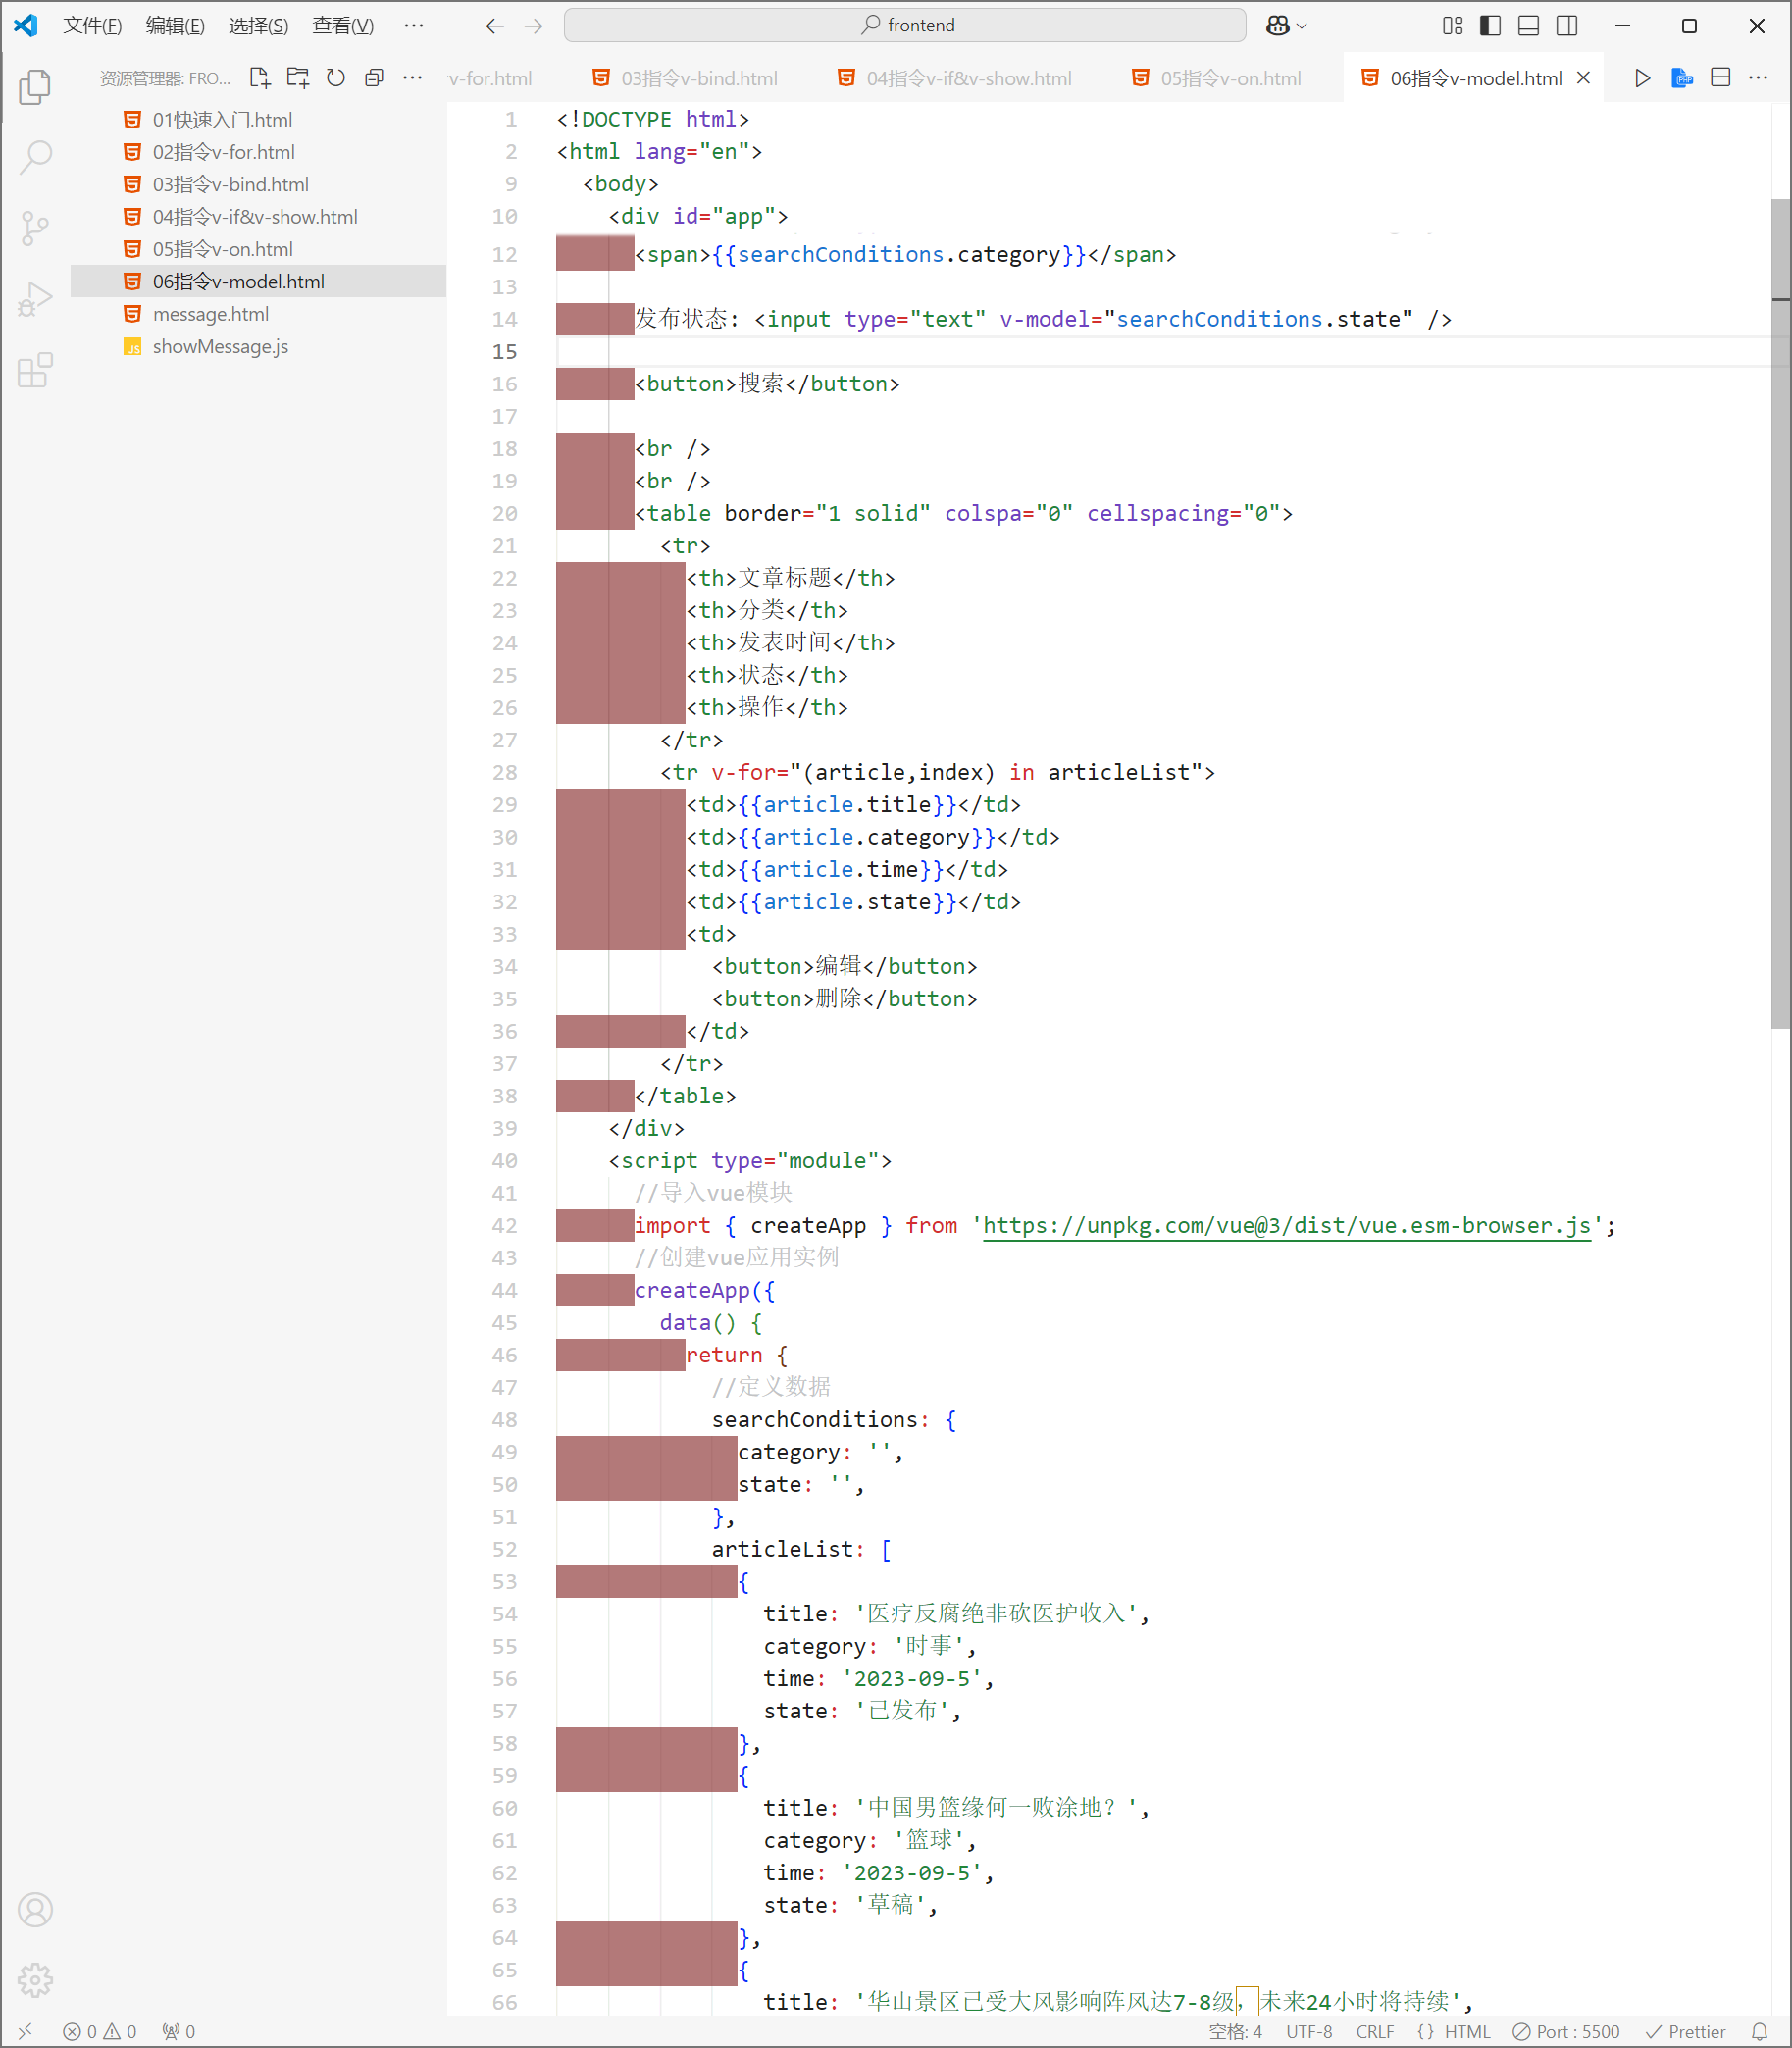 文件(F) 编辑(E) 选择(S) 查看(V) ··· frontend
资源管理器: FRO... ··· v-for.html 03指令v-bind.html 04指令v-if&v-show.html 05指令v-on.html 06指令v-model.html ···
01快速入门.html
02指令v-for.html
03指令v-bind.html
04指令v-if&v-show.html
05指令v-on.html
06指令v-model.html
message.html
JS showMessage.js
1 <!DOCTYPE html>
2 <html lang="en">
9 <body>
10 <div id="app">
12 <span>{{searchConditions.category}}</span>
13
14 发布状态: <input type="text" v-model="searchConditions.state" />
15
16 <button>搜索</button>
17
18 <br />
19 <br />
20 <table border="1 solid" colspa="0" cellspacing="0">
21 <tr>
22 <th>文章标题</th>
23 <th>分类</th>
24 <th>发表时间</th>
25 <th>状态</th>
26 <th>操作</th>
27 </tr>
28 <tr v-for="(article,index) in articleList">
29 <td>{{article.title}}</td>
30 <td>{{article.category}}</td>
31 <td>{{article.time}}</td>
32 <td>{{article.state}}</td>
33 <td>
34 <button>编辑</button>
35 <button>删除</button>
36 </td>
37 </tr>
38 </table>
39 </div>
40 <script type="module">
41 //导入vue模块
42 import { createApp } from 'https://unpkg.com/vue@3/dist/vue.esm-browser.js';
43 //创建vue应用实例
44 createApp({
45 data() {
46 return {
47 //定义数据
48 searchConditions: {
49 category: '',
50 state: '',
51 },
52 articleList: [
53 {
54 title: '医疗反腐绝非砍医护收入',
55 category: '时事',
56 time: '2023-09-5',
57 state: '已发布',
58 },
59 {
60 title: '中国男篮缘何一败涂地？',
61 category: '篮球',
62 time: '2023-09-5',
63 state: '草稿',
64 },
65 {
66 title: '华山景区已受大风影响阵风达7-8级，未来24小时将持续',
0 0 0 空格: 4 UTF-8 CRLF {} HTML Port : 5500 Prettier